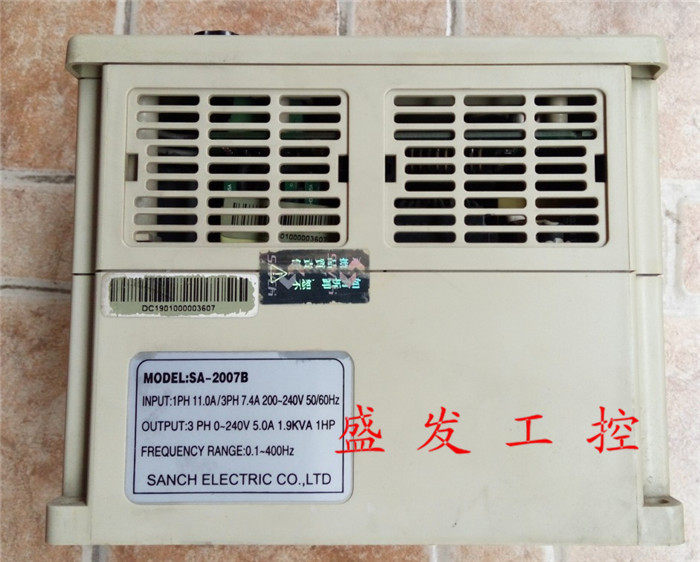 01000003607
DC1901000003607
MODEL:SA-2007B
INPUT:1PH 11.0A/3PH 7.4A 200~240V 50/60Hz
OUTPUT:3 PH 0~240V 5.0A 1.9KVA 1HP
FREQUENCY RANGE:0.1~400Hz
SANCH ELECTRIC CO.,LTD
盛发工控